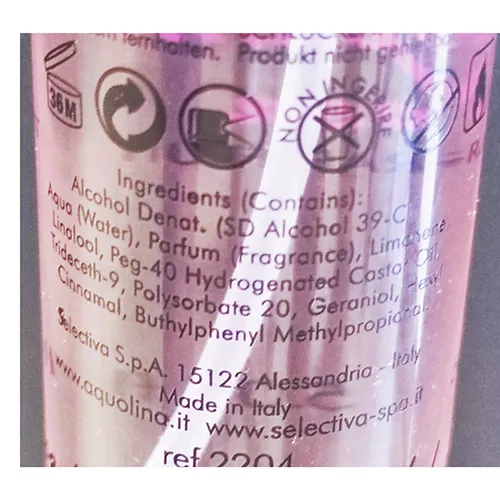 fernhalten. Produkt nicht
36M
NON INGERIRE
Ingredients (Contains):
Alcohol Denat. (SD Alcohol 39-C,
Aqua (Water), Parfum (Fragrance), Limonene,
Linalool, Peg-40 Hydrogenated Castor Oil,
Trideceth-9, Polysorbate 20, Geraniol, Hexyl
Cinnamal, Buthylphenyl Methylpropional.
Selectiva S.p.A. 15122 Alessandria - Italy
Made in Italy
www.aquolina.it www.selectiva-spa.it
ref 2204